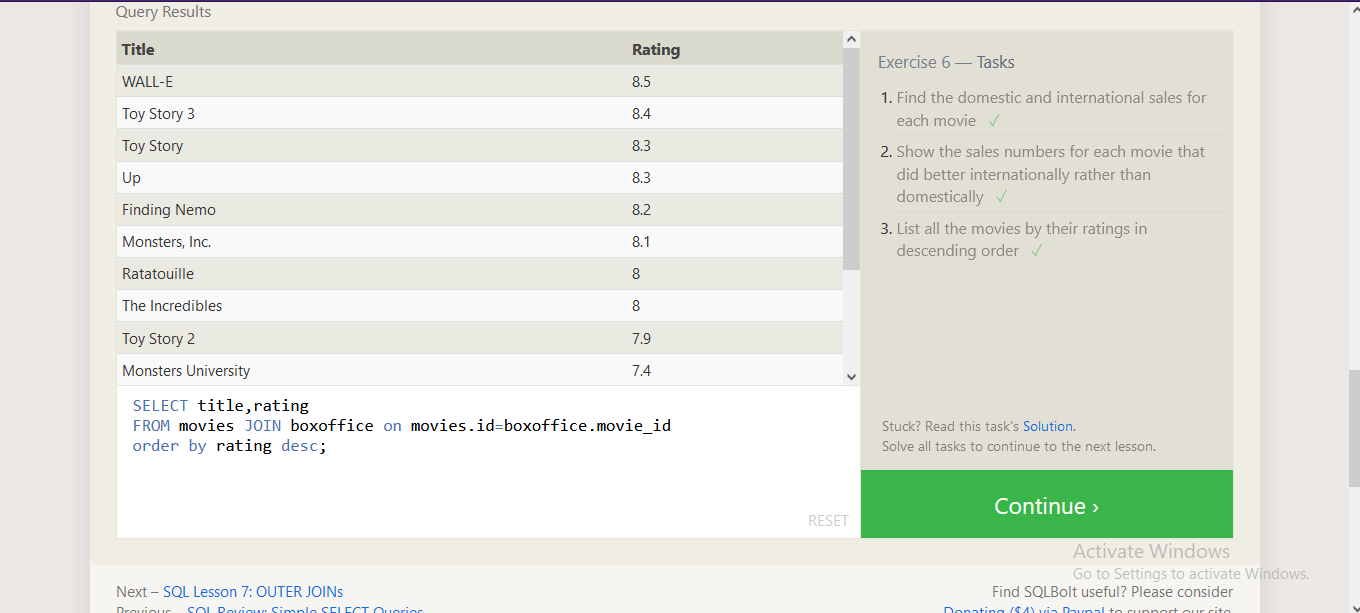 Query Results
Title Rating
WALL-E 8.5
Toy Story 3 8.4
Toy Story 8.3
Up 8.3
Finding Nemo 8.2
Monsters, Inc. 8.1
Ratatouille 8
The Incredibles 8
Toy Story 2 7.9
Monsters University 7.4
SELECT title,rating
FROM movies JOIN boxoffice on movies.id=boxoffice.movie_id
order by rating desc;
RESET
Exercise 6 — Tasks
1. Find the domestic and international sales for
each movie ✓
2. Show the sales numbers for each movie that
did better internationally rather than
domestically ✓
3. List all the movies by their ratings in
descending order ✓
Stuck? Read this task's Solution.
Solve all tasks to continue to the next lesson.
Continue ›
Activate Windows
Go to Settings to activate Windows.
Next – SQL Lesson 7: OUTER JOINs
Previous – SQL Review: Simple SELECT Queries
Find SQLBolt useful? Please consider
Donating ($4) via Paypal to support our site.